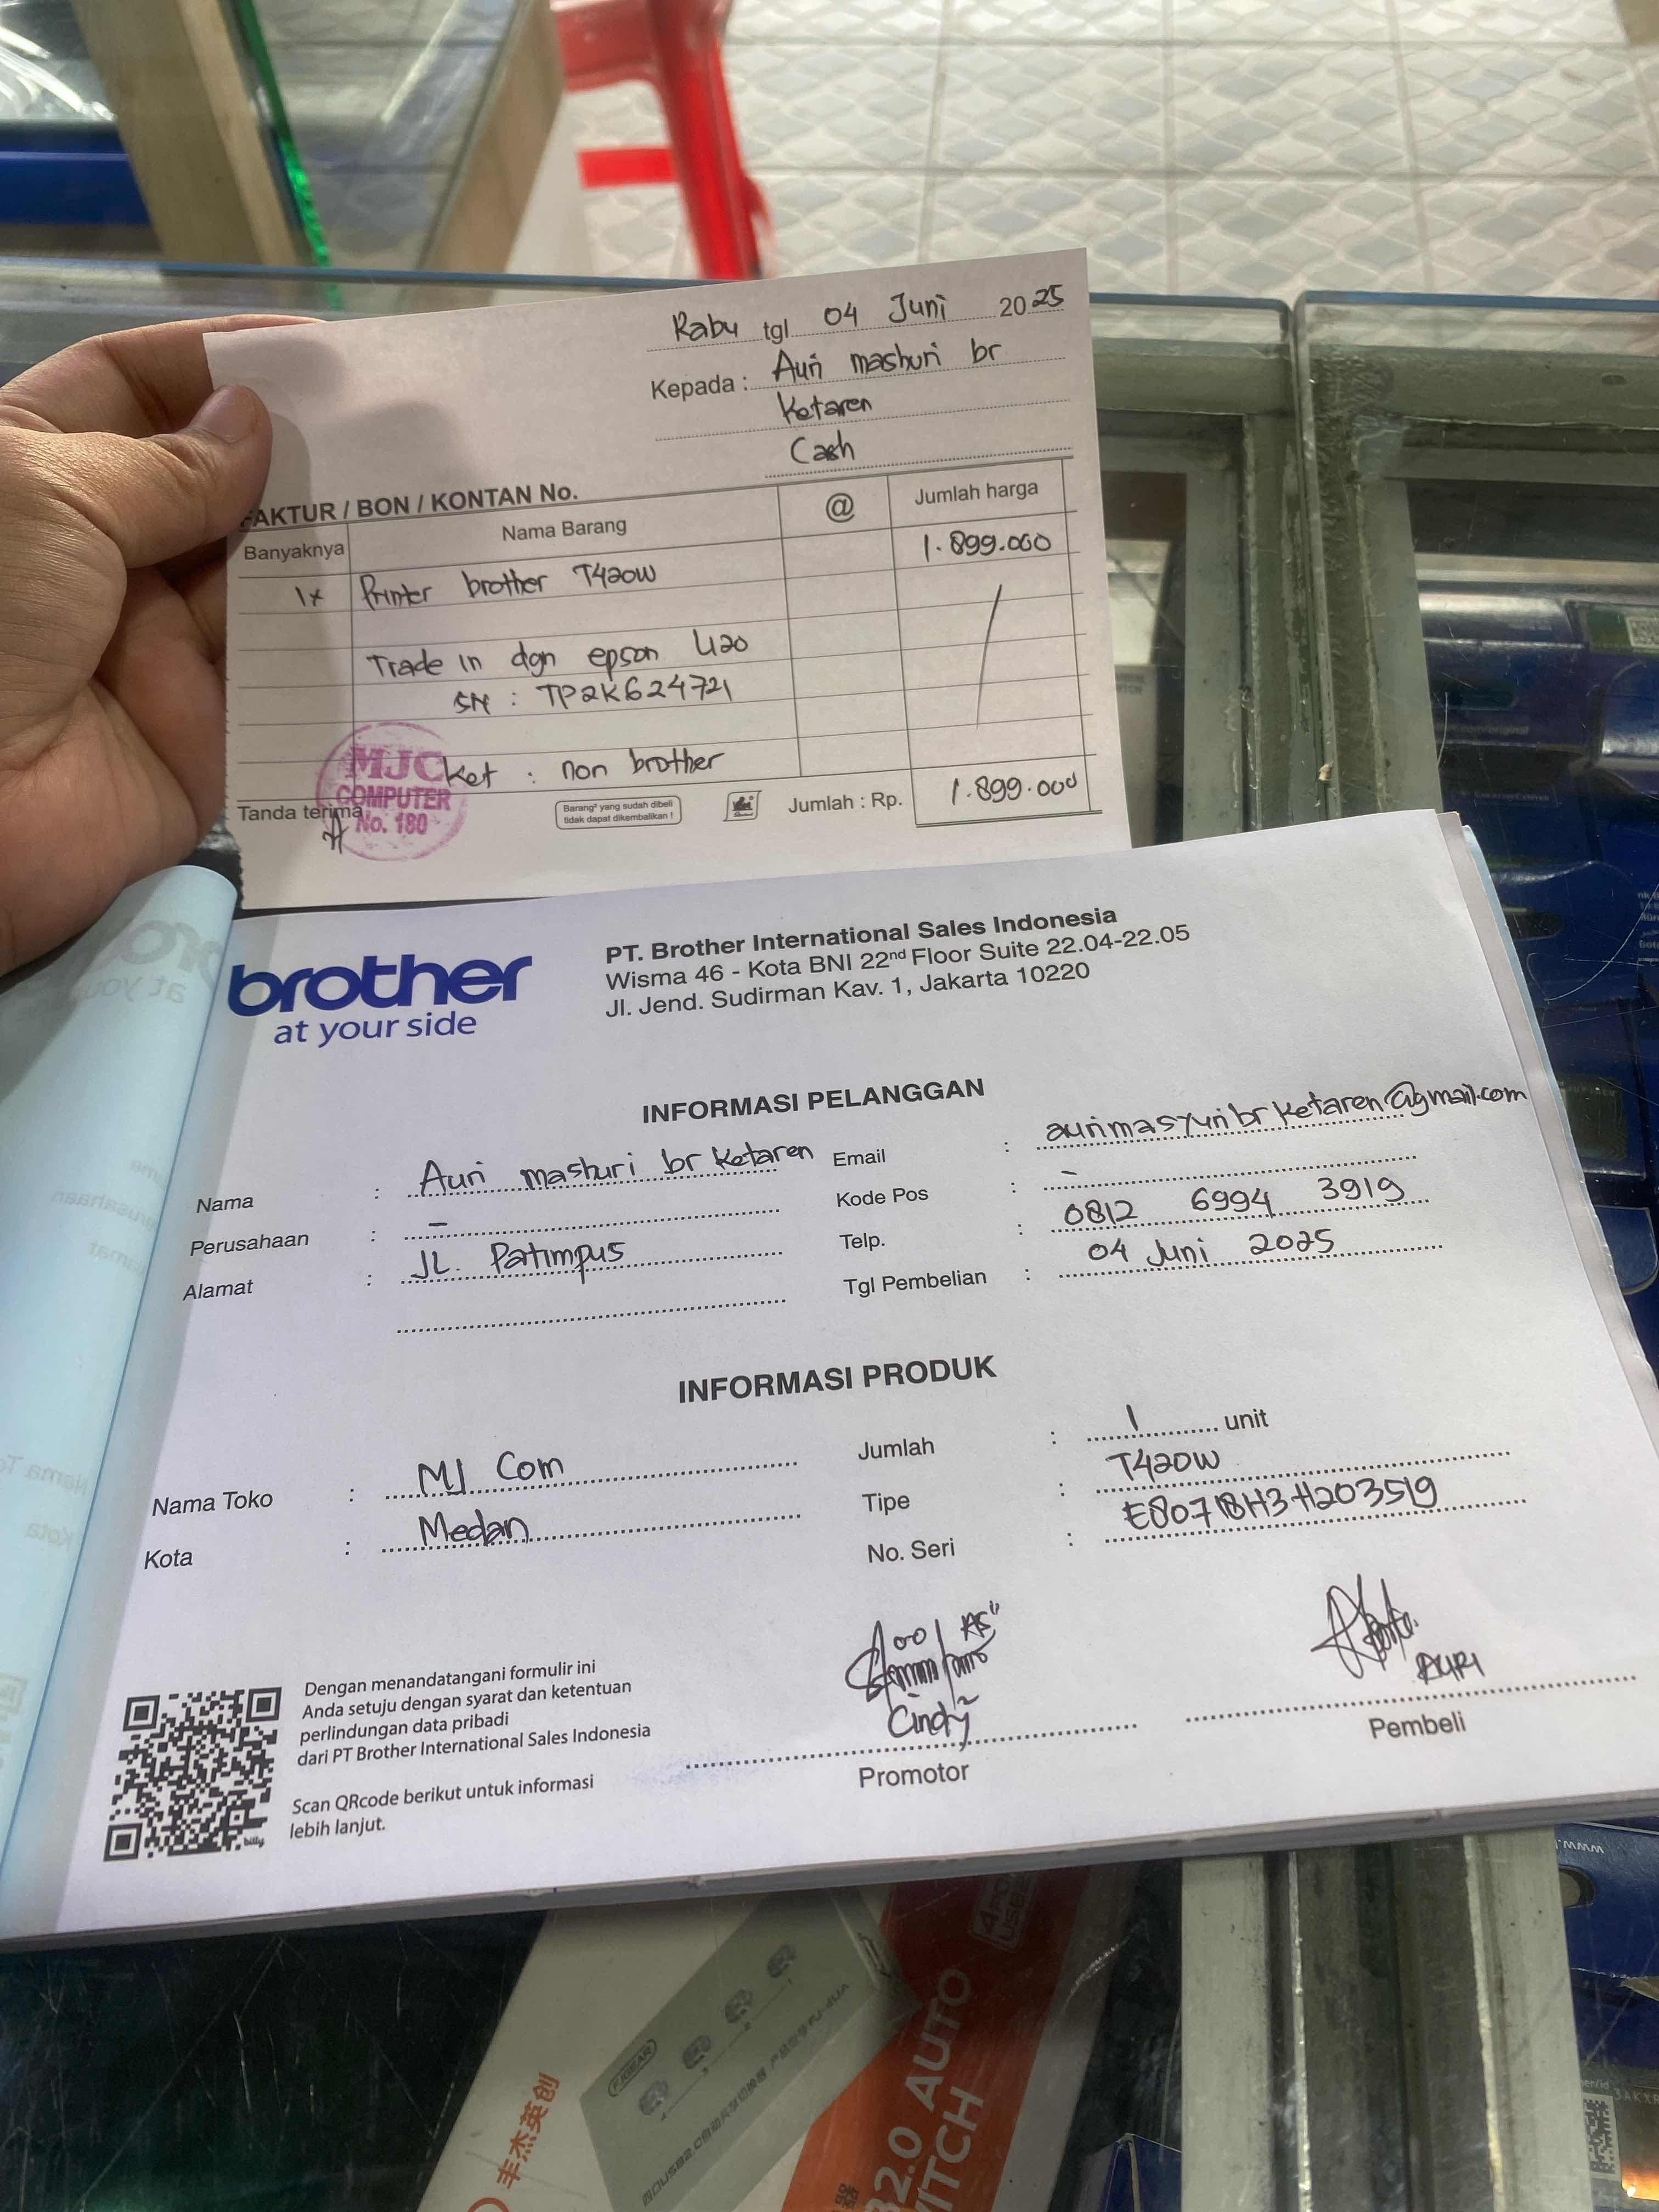 Rabu tgl 04 Juni 2025
Kepada : Auri mashuri br
Ketaren
Cash
FAKTUR / BON / KONTAN No.
Banyaknya Nama Barang @ Jumlah harga
1x Printer brother T420W 1.899.000
Trade in dgn epson L120
SN : TP2K624721
Ket : non brother
MJC
COMPUTER
No. 180
Tanda terima
Barang² yang sudah dibeli
tidak dapat dikembalikan !
Jumlah : Rp. 1.899.000
brother
at your side
PT. Brother International Sales Indonesia
Wisma 46 - Kota BNI 22nd Floor Suite 22.04-22.05
Jl. Jend. Sudirman Kav. 1, Jakarta 10220
INFORMASI PELANGGAN
Nama : Auri mashuri br Ketaren
Perusahaan : -
Alamat : JL. Patimpus
Email : aurimasyuribrketaren@gmail.com
Kode Pos : -
Telp. : 0812 6994 3919
Tgl Pembelian : 04 Juni 2025
INFORMASI PRODUK
Nama Toko : MJ Com
Kota : Medan
Jumlah : 1 unit
Tipe : T420W
No. Seri : E80718H3H203519
Dengan menandatangani formulir ini
Anda setuju dengan syarat dan ketentuan
perlindungan data pribadi
dari PT Brother International Sales Indonesia
Scan QRcode berikut untuk informasi
lebih lanjut.
billy
Cindy
Promotor
AURI
Pembeli
FJGEAR
丰杰英创
2.0 AUTO